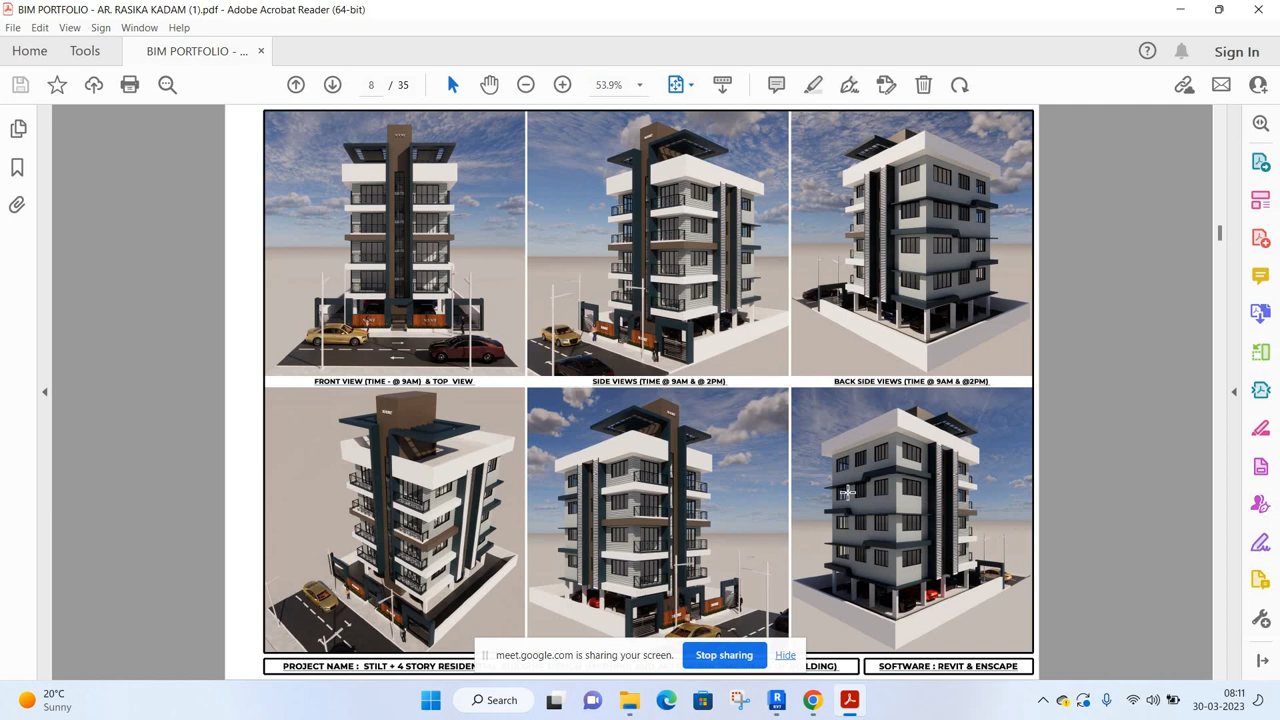 BIM PORTFOLIO - AR. RASIKA KADAM (1).pdf - Adobe Acrobat Reader (64-bit)
File Edit View Sign Window Help
Home Tools BIM PORTFOLIO - ... × Sign In
8 / 35 53.9%
FRONT VIEW (TIME - @ 9AM) & TOP VIEW
SIDE VIEWS (TIME @ 9AM & @ 2PM)
BACK SIDE VIEWS (TIME @ 9AM & @2PM)
meet.google.com is sharing your screen. Stop sharing Hide
PROJECT NAME : STILT + 4 STORY RESIDEN
SOFTWARE : REVIT & ENSCAPE
20°C
Sunny
Search
08:11
30-03-2023